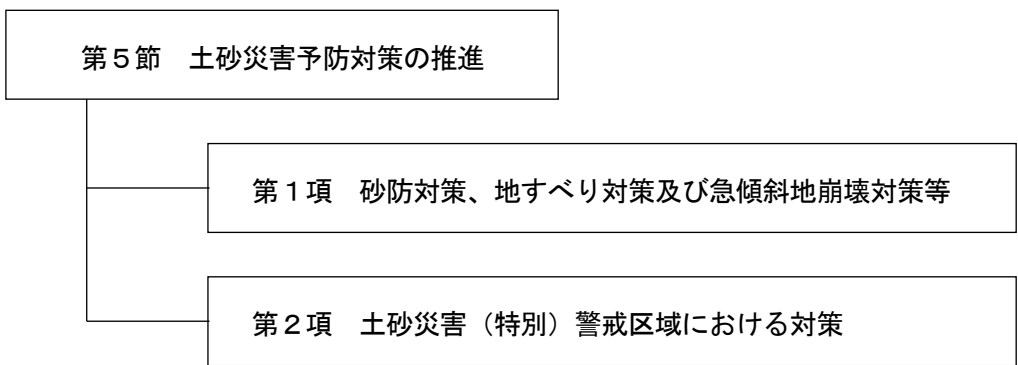 第５節　土砂災害予防対策の推進
第１項　砂防対策、地すべり対策及び急傾斜地崩壊対策等
第２項　土砂災害（特別）警戒区域における対策